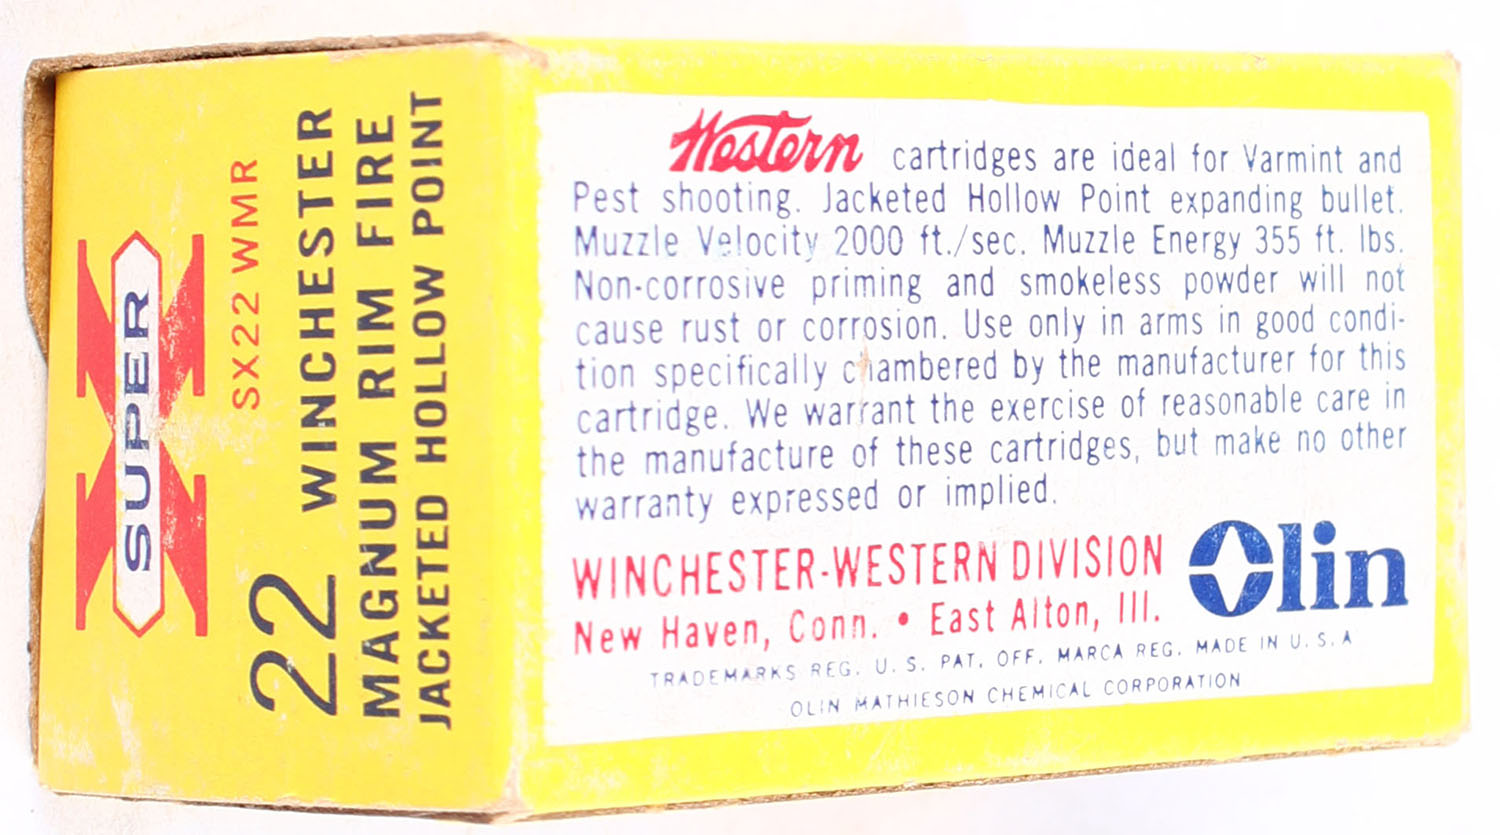 SUPER X
SX22 WMR
22 WINCHESTER
MAGNUM RIM FIRE
JACKETED HOLLOW POINT
Western cartridges are ideal for Varmint and
Pest shooting. Jacketed Hollow Point expanding bullet.
Muzzle Velocity 2000 ft./sec. Muzzle Energy 355 ft. lbs.
Non-corrosive priming and smokeless powder will not
cause rust or corrosion. Use only in arms in good condi-
tion specifically chambered by the manufacturer for this
cartridge. We warrant the exercise of reasonable care in
the manufacture of these cartridges, but make no other
warranty expressed or implied.
WINCHESTER-WESTERN DIVISION
New Haven, Conn. • East Alton, Ill.
Olin
TRADEMARKS REG. U. S. PAT. OFF. MARCA REG. MADE IN U. S. A
OLIN MATHIESON CHEMICAL CORPORATION